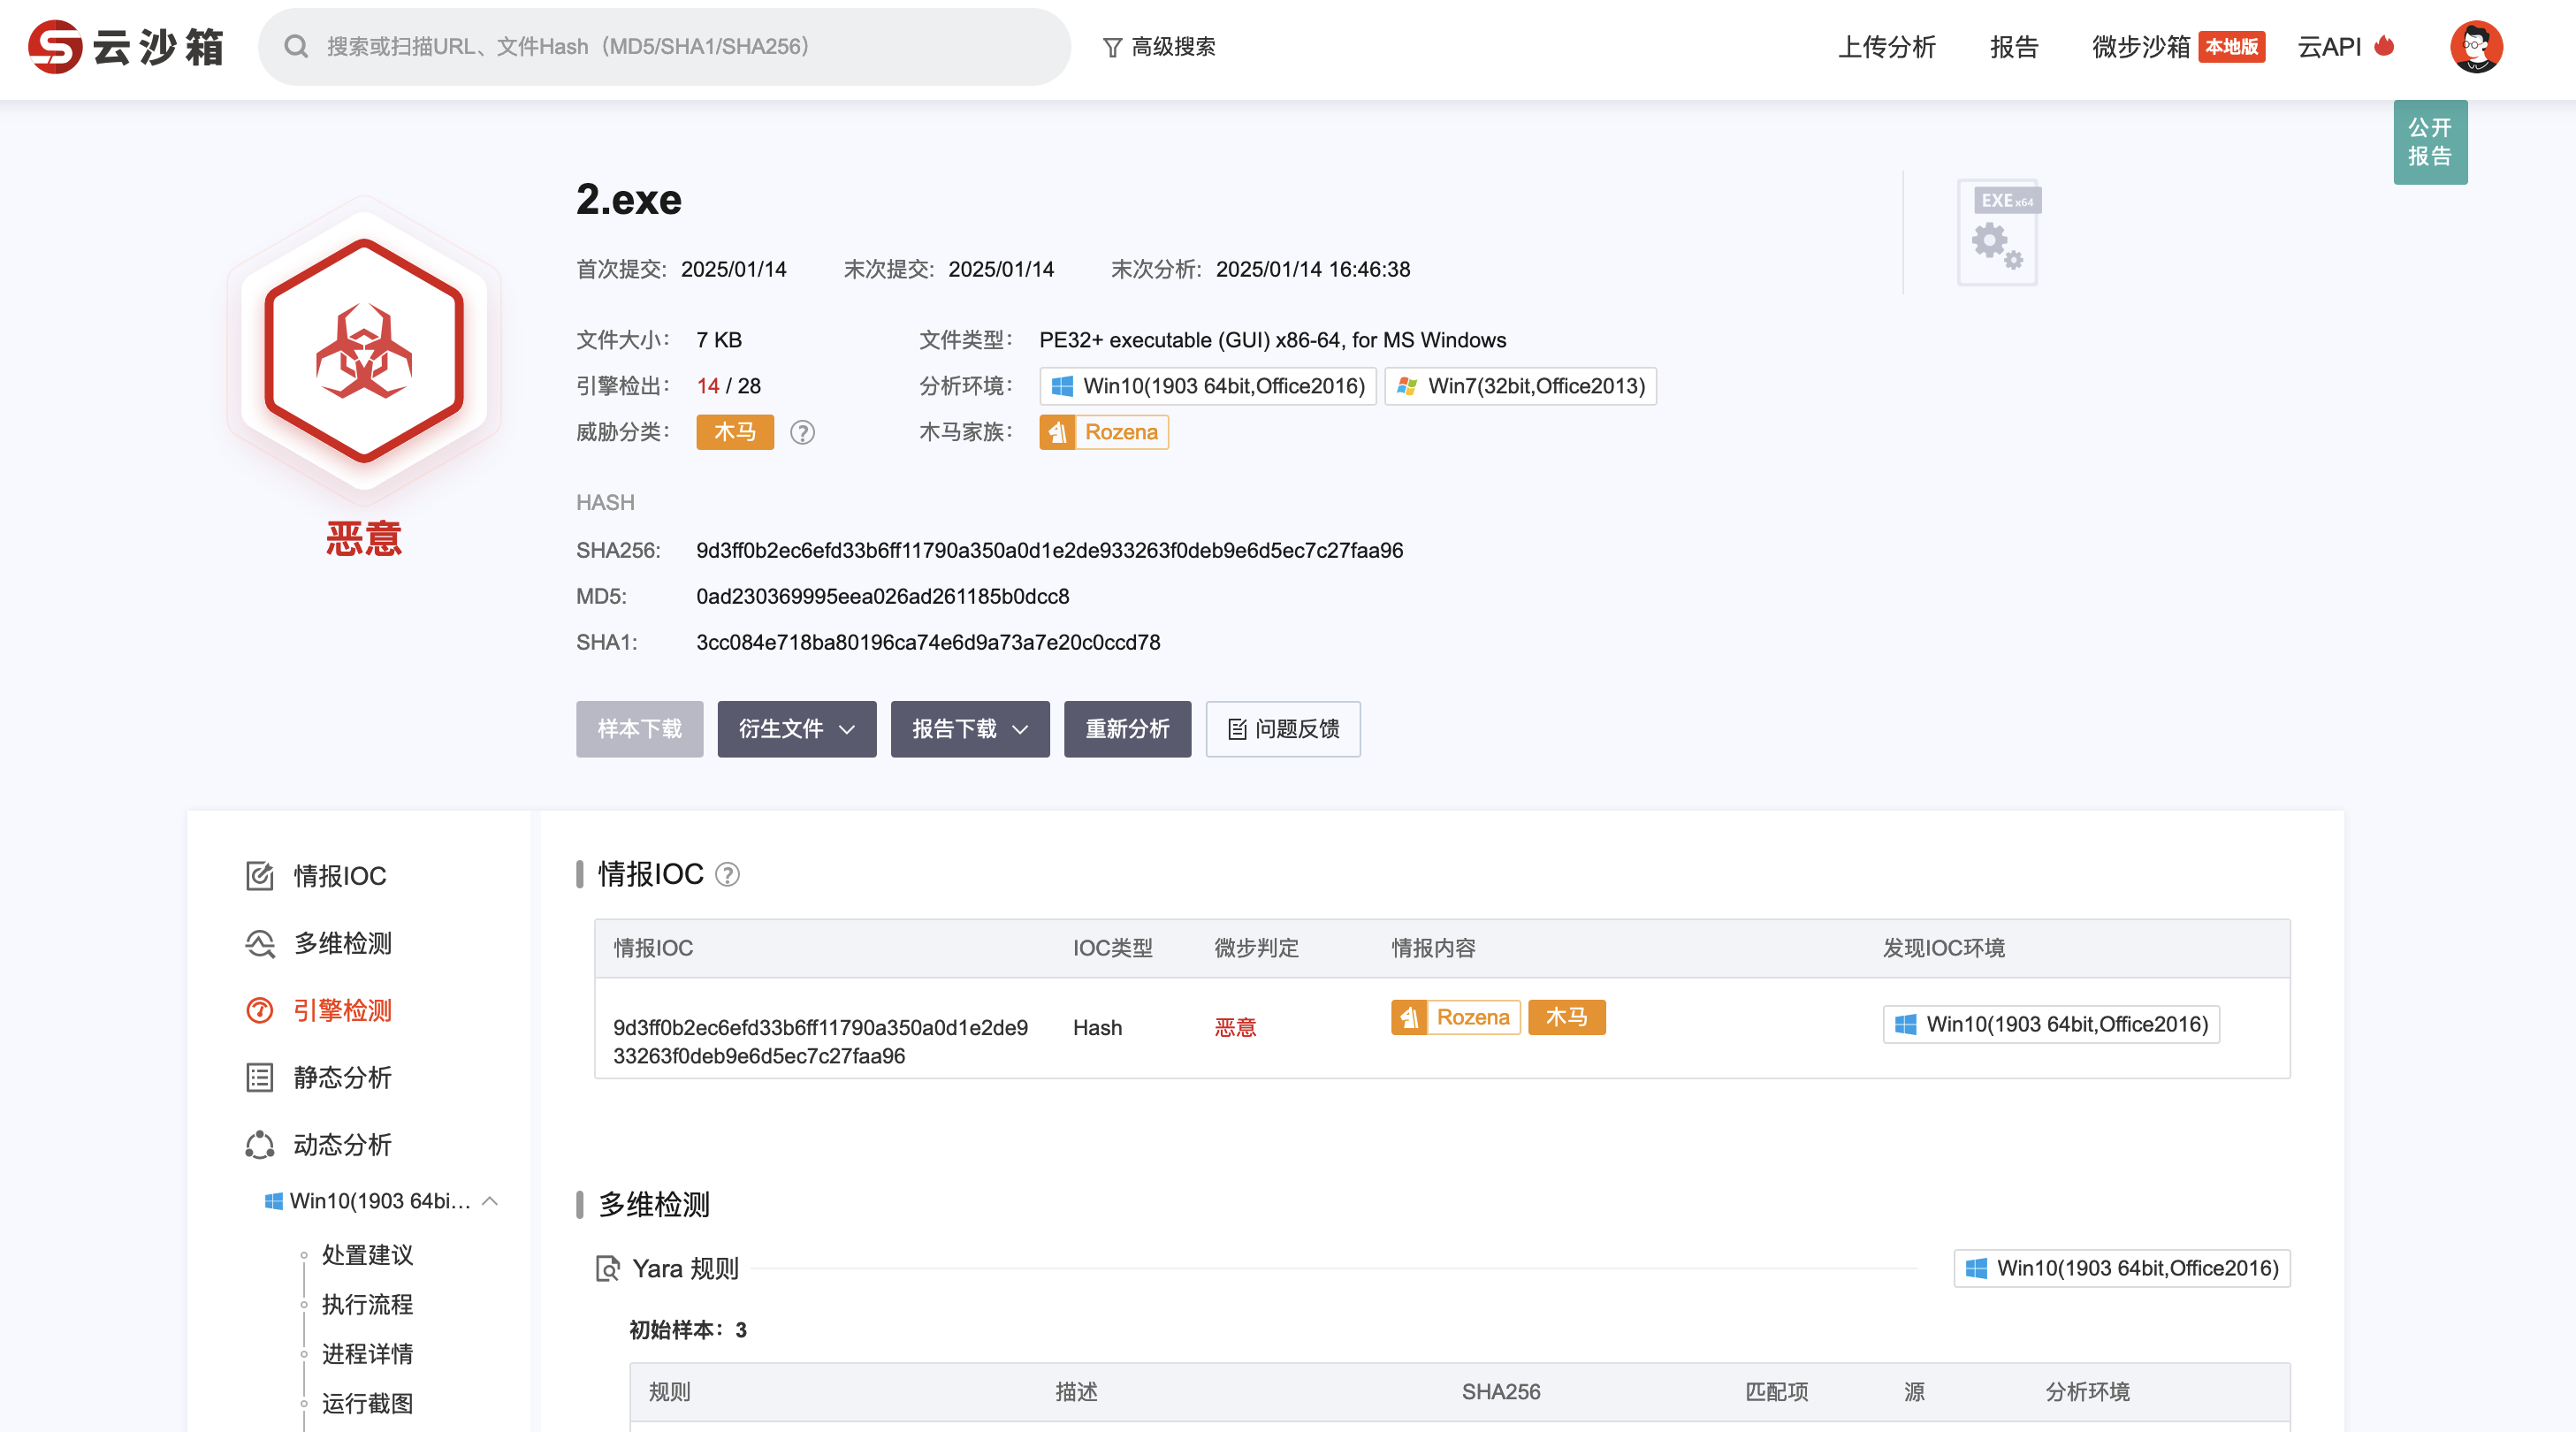 云沙箱
搜索或扫描URL、文件Hash（MD5/SHA1/SHA256）
高级搜索
上传分析
报告
微步沙箱 本地版
云API
公开
报告
2.exe
EXE x64
首次提交: 2025/01/14 末次提交: 2025/01/14 末次分析: 2025/01/14 16:46:38
文件大小: 7 KB 文件类型: PE32+ executable (GUI) x86-64, for MS Windows
引擎检出: 14 / 28 分析环境: Win10(1903 64bit,Office2016) Win7(32bit,Office2013)
威胁分类: 木马 ? 木马家族: Rozena
恶意
HASH
SHA256: 9d3ff0b2ec6efd33b6ff11790a350a0d1e2de933263f0deb9e6d5ec7c27faa96
MD5: 0ad230369995eea026ad261185b0dcc8
SHA1: 3cc084e718ba80196ca74e6d9a73a7e20c0ccd78
样本下载 衍生文件 报告下载 重新分析 问题反馈
情报IOC
多维检测
引擎检测
静态分析
动态分析
Win10(1903 64bi...
处置建议
执行流程
进程详情
运行截图
情报IOC ?
情报IOC IOC类型 微步判定 情报内容 发现IOC环境
9d3ff0b2ec6efd33b6ff11790a350a0d1e2de9
33263f0deb9e6d5ec7c27faa96
Hash 恶意 Rozena 木马 Win10(1903 64bit,Office2016)
多维检测
Yara 规则 Win10(1903 64bit,Office2016)
初始样本：3
规则 描述 SHA256 匹配项 源 分析环境